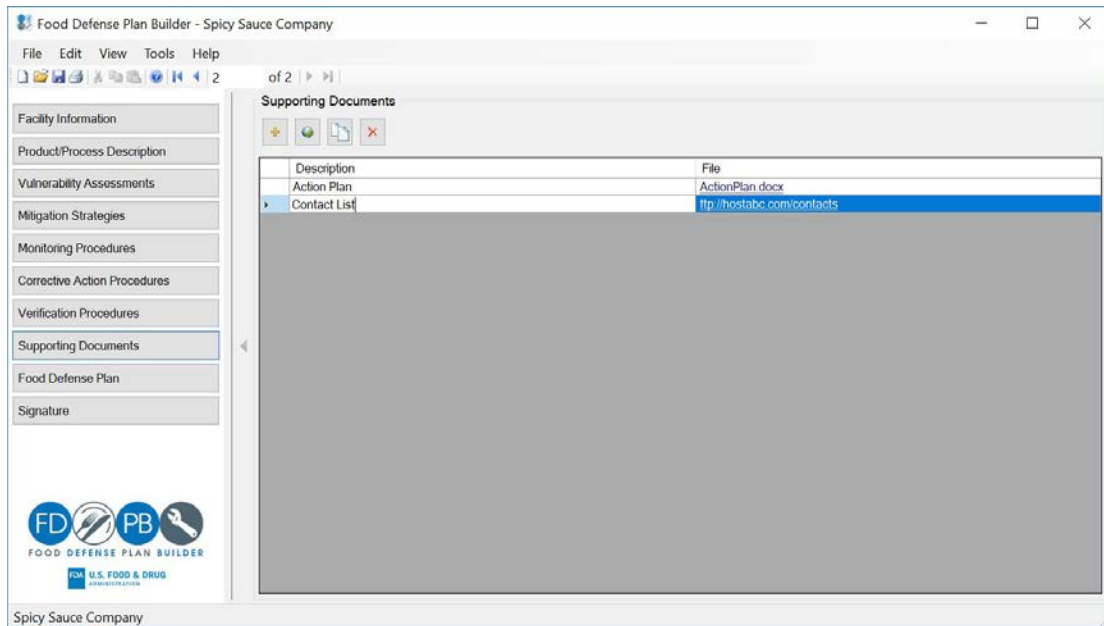 Food Defense Plan Builder - Spicy Sauce Company
File Edit View Tools Help
2 of 2
Facility Information
Product/Process Description
Vulnerability Assessments
Mitigation Strategies
Monitoring Procedures
Corrective Action Procedures
Verification Procedures
Supporting Documents
Food Defense Plan
Signature
FD PB
FOOD DEFENSE PLAN BUILDER
FDA U.S. FOOD & DRUG
ADMINISTRATION
Supporting Documents
Description File
Action Plan ActionPlan.docx
Contact List ftp://hostabc.com/contacts
Spicy Sauce Company